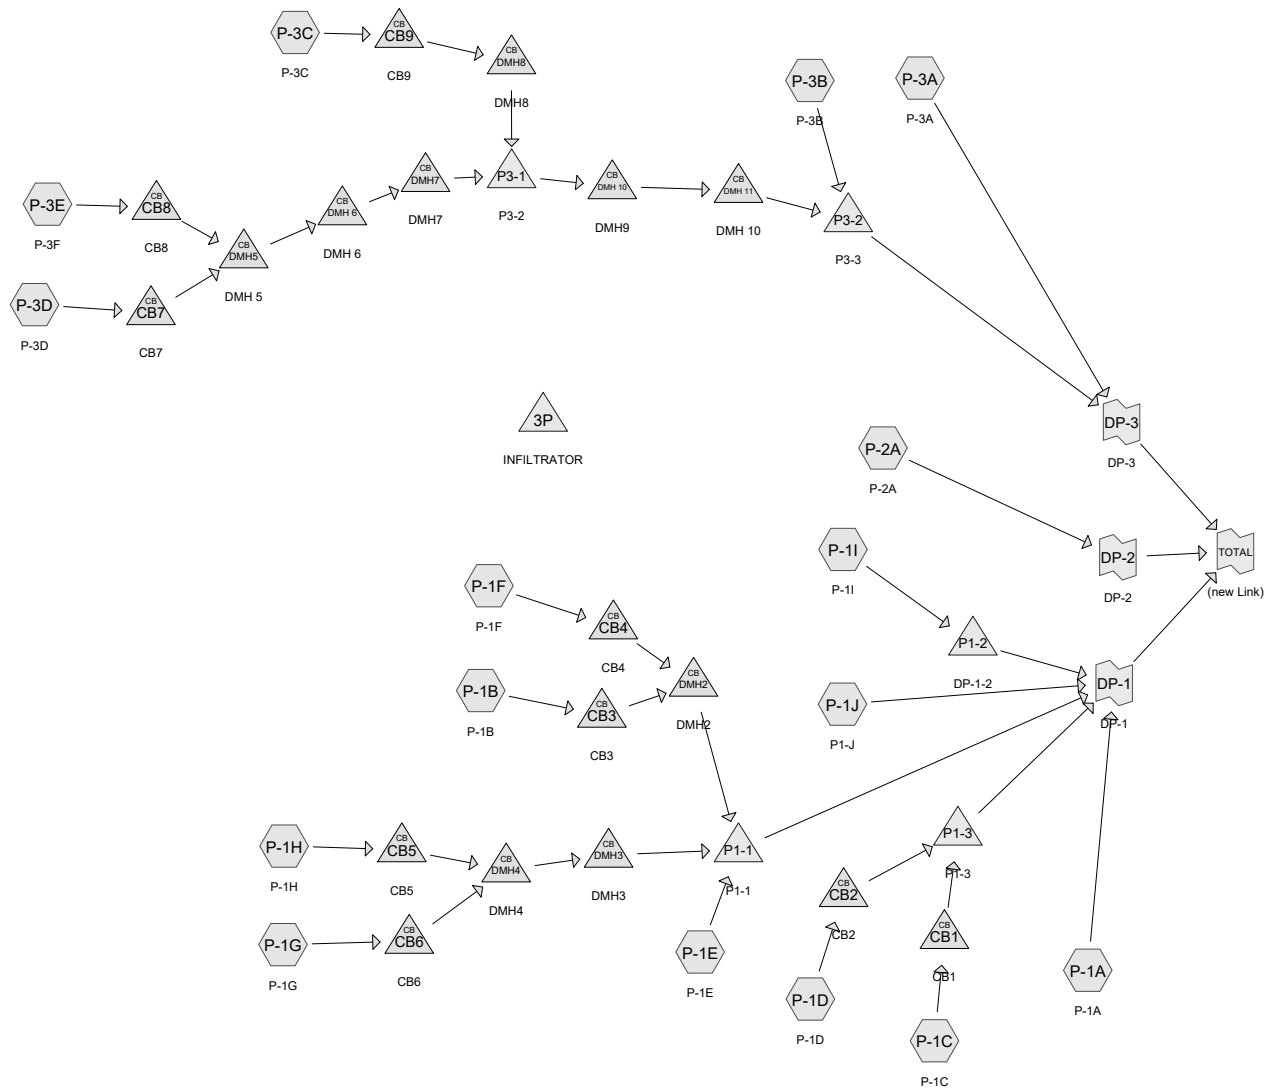 P-3C
P-3C
CB
CB9
CB9
CB
DMH8
DMH8
P-3B
P-3B
P-3A
P-3A
P-3E
P-3F
CB
CB8
CB8
CB
DMH5
DMH 5
CB
DMH 6
DMH 6
CB
DMH7
DMH7
P3-1
P3-2
CB
DMH 10
DMH9
CB
DMH 11
DMH 10
P3-2
P3-3
P-3D
P-3D
CB
CB7
CB7
3P
INFILTRATOR
DP-3
DP-3
P-2A
P-2A
DP-2
DP-2
TOTAL
(new Link)
P-1I
P-1I
P1-2
DP-1-2
P-1J
P1-J
DP-1
DP-1
P-1F
P-1F
CB
CB4
CB4
P-1B
P-1B
CB
CB3
CB3
CB
DMH2
DMH2
P-1H
P-1H
CB
CB5
CB5
CB
DMH4
DMH4
CB
DMH3
DMH3
P1-1
P1-1
P-1G
P-1G
CB
CB6
CB6
P-1E
P-1E
P1-3
P1-3
CB
CB2
CB2
CB
CB1
CB1
P-1D
P-1D
P-1C
P-1C
P-1A
P-1A